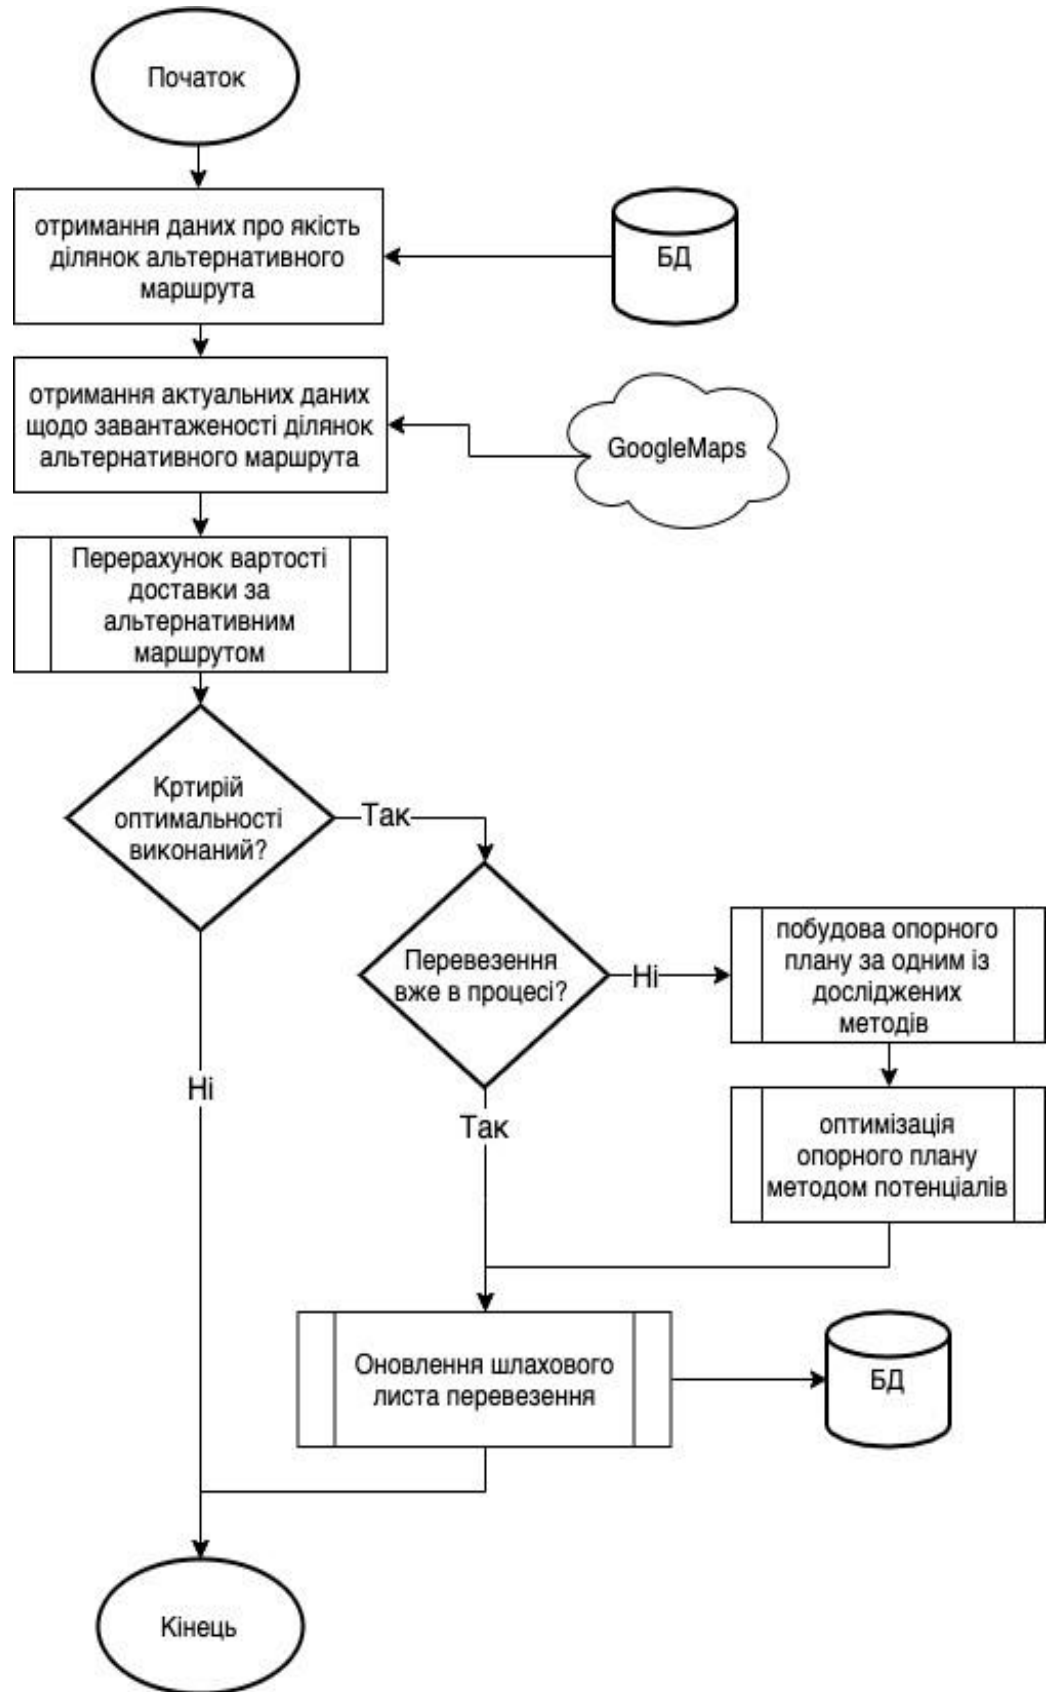 Початок
отримання даних про якість
ділянок альтернативного
маршрута
БД
отримання актуальних даних
щодо завантаженості ділянок
альтернативного маршрута
GoogleMaps
Перерахунок вартості
доставки за
альтернативним
маршрутом
Кртирій
оптимальності
виконаний?
Так
Перевезення
вже в процесі?
Ні
побудова опорного
плану за одним із
досліджених
методів
Ні
Так
оптимізація
опорного плану
методом потенціалів
Оновлення шлахового
листа перевезення
БД
Кінець